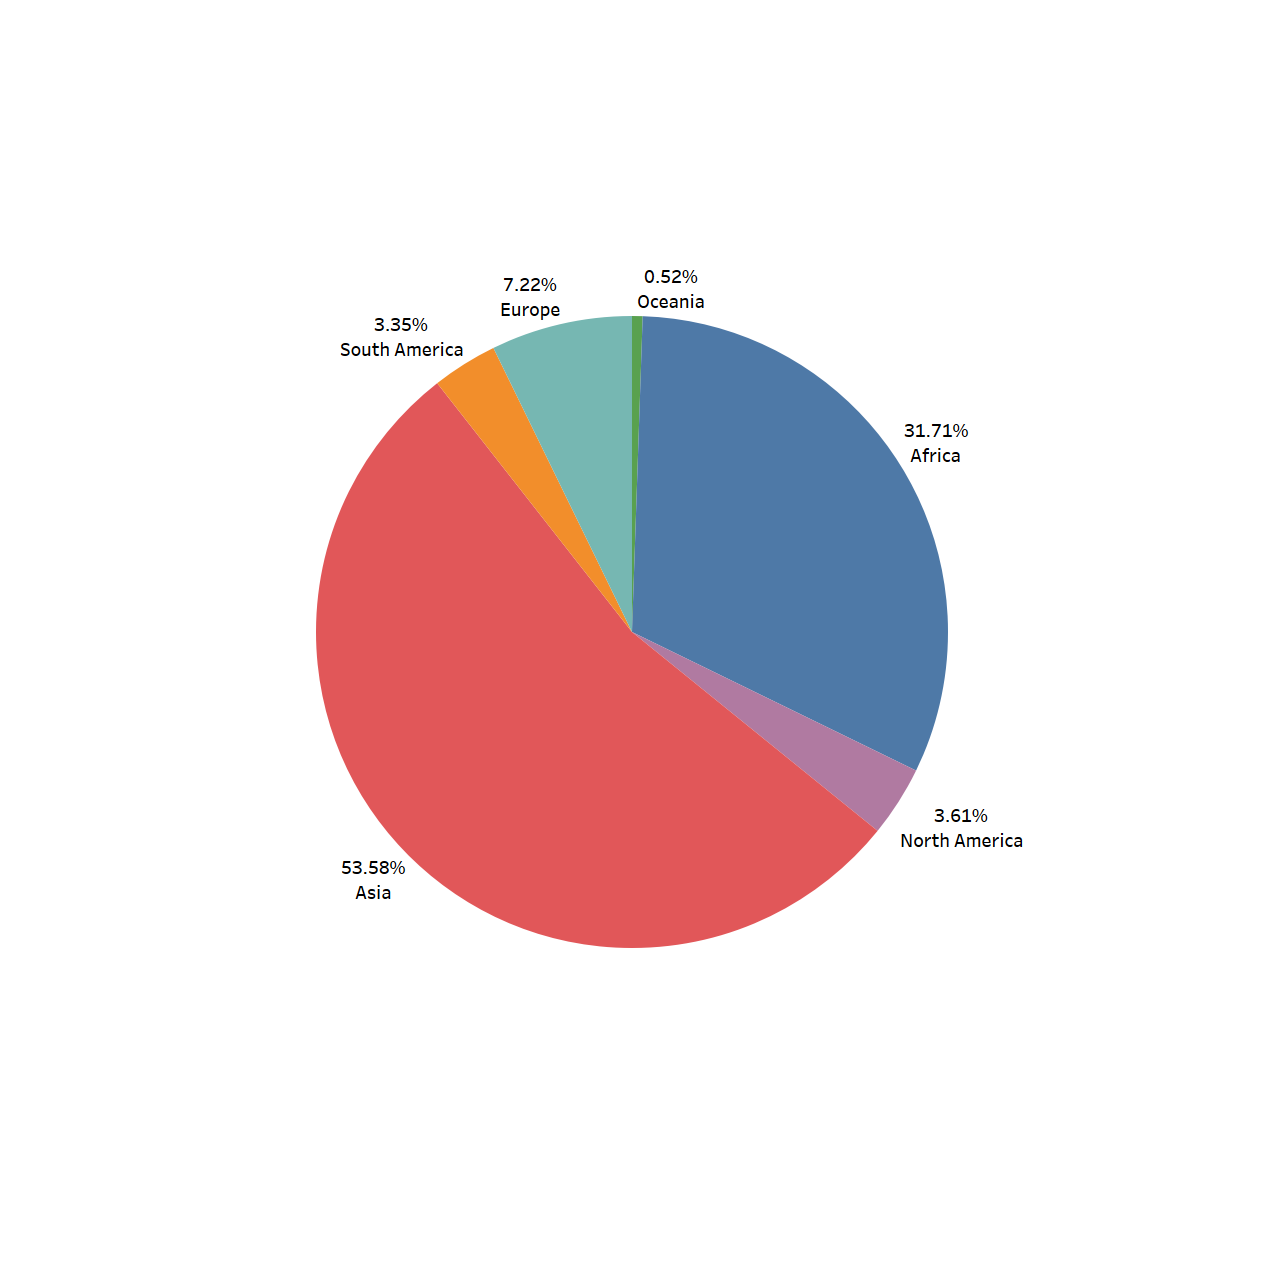 0.52%
Oceania
7.22%
Europe
3.35%
South America
31.71%
Africa
3.61%
North America
53.58%
Asia